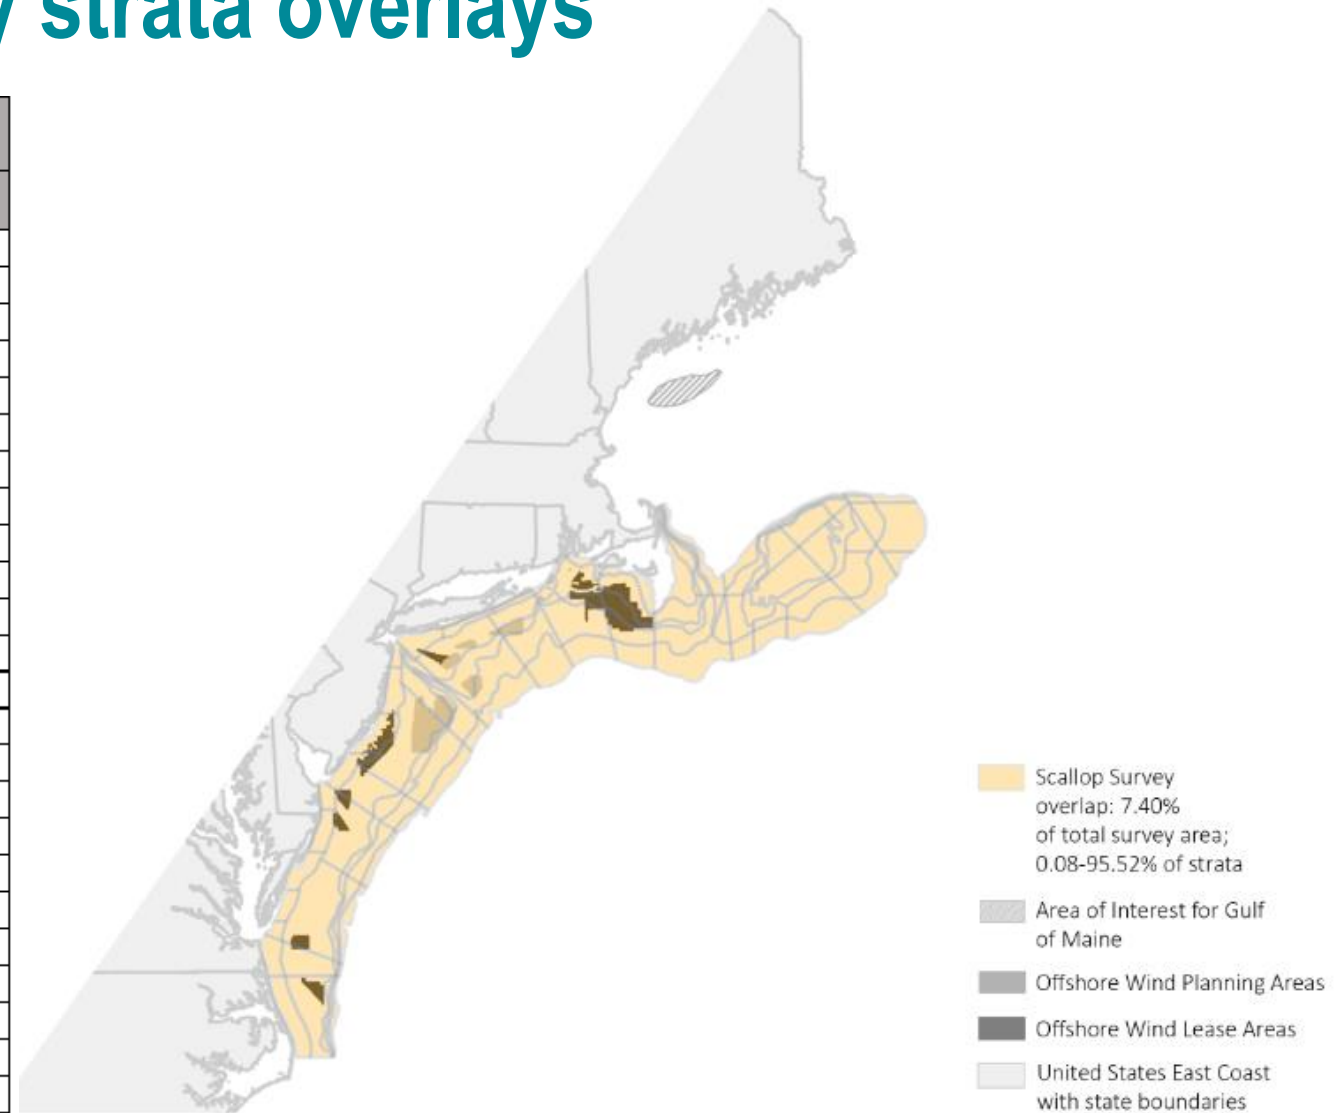 y strata overlays
Scallop Survey
overlap: 7.40%
of total survey area;
0.08-95.52% of strata
Area of Interest for Gulf
of Maine
Offshore Wind Planning Areas
Offshore Wind Lease Areas
United States East Coast
with state boundaries